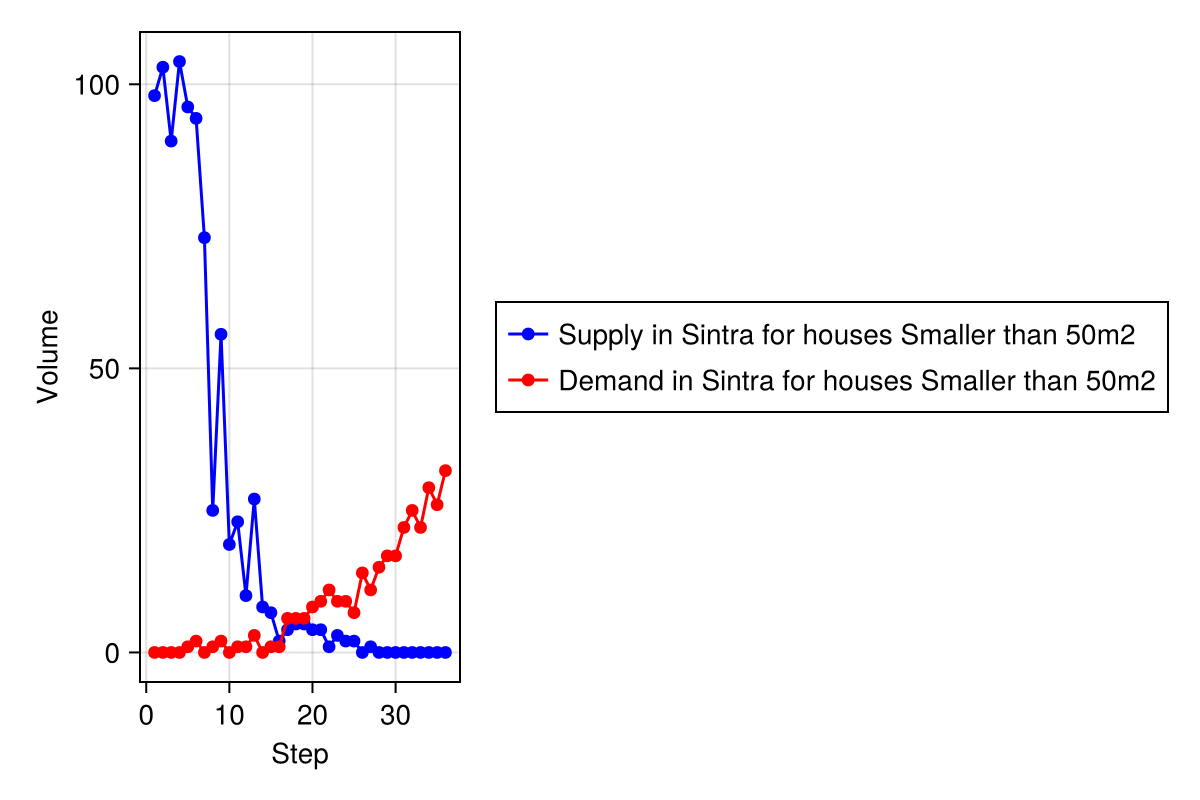 100
50
0
Volume
0 10 20 30
Step
Supply in Sintra for houses Smaller than 50m2
Demand in Sintra for houses Smaller than 50m2